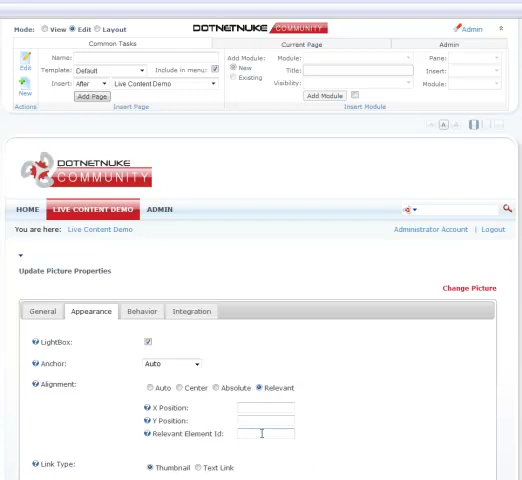 Mode: View Edit Layout DOTNETNUKE COMMUNITY Admin
Common Tasks Current Page Admin
Edit
New
Actions
Name:
Template: Default Include in menu:
Insert: After Live Content Demo
Add Page
Insert Page
Add Module: New Existing
Module:
Title:
Visibility:
Add Module
Pane:
Insert:
Module:
Insert Module
A A A
DOTNETNUKE
COMMUNITY
HOME LIVE CONTENT DEMO ADMIN
You are here: Live Content Demo Administrator Account | Logout
Update Picture Properties
Change Picture
General Appearance Behavior Integration
LightBox:
Anchor: Auto
Alignment: Auto Center Absolute Relevant
X Position:
Y Position:
Relevant Element Id:
Link Type: Thumbnail Text Link